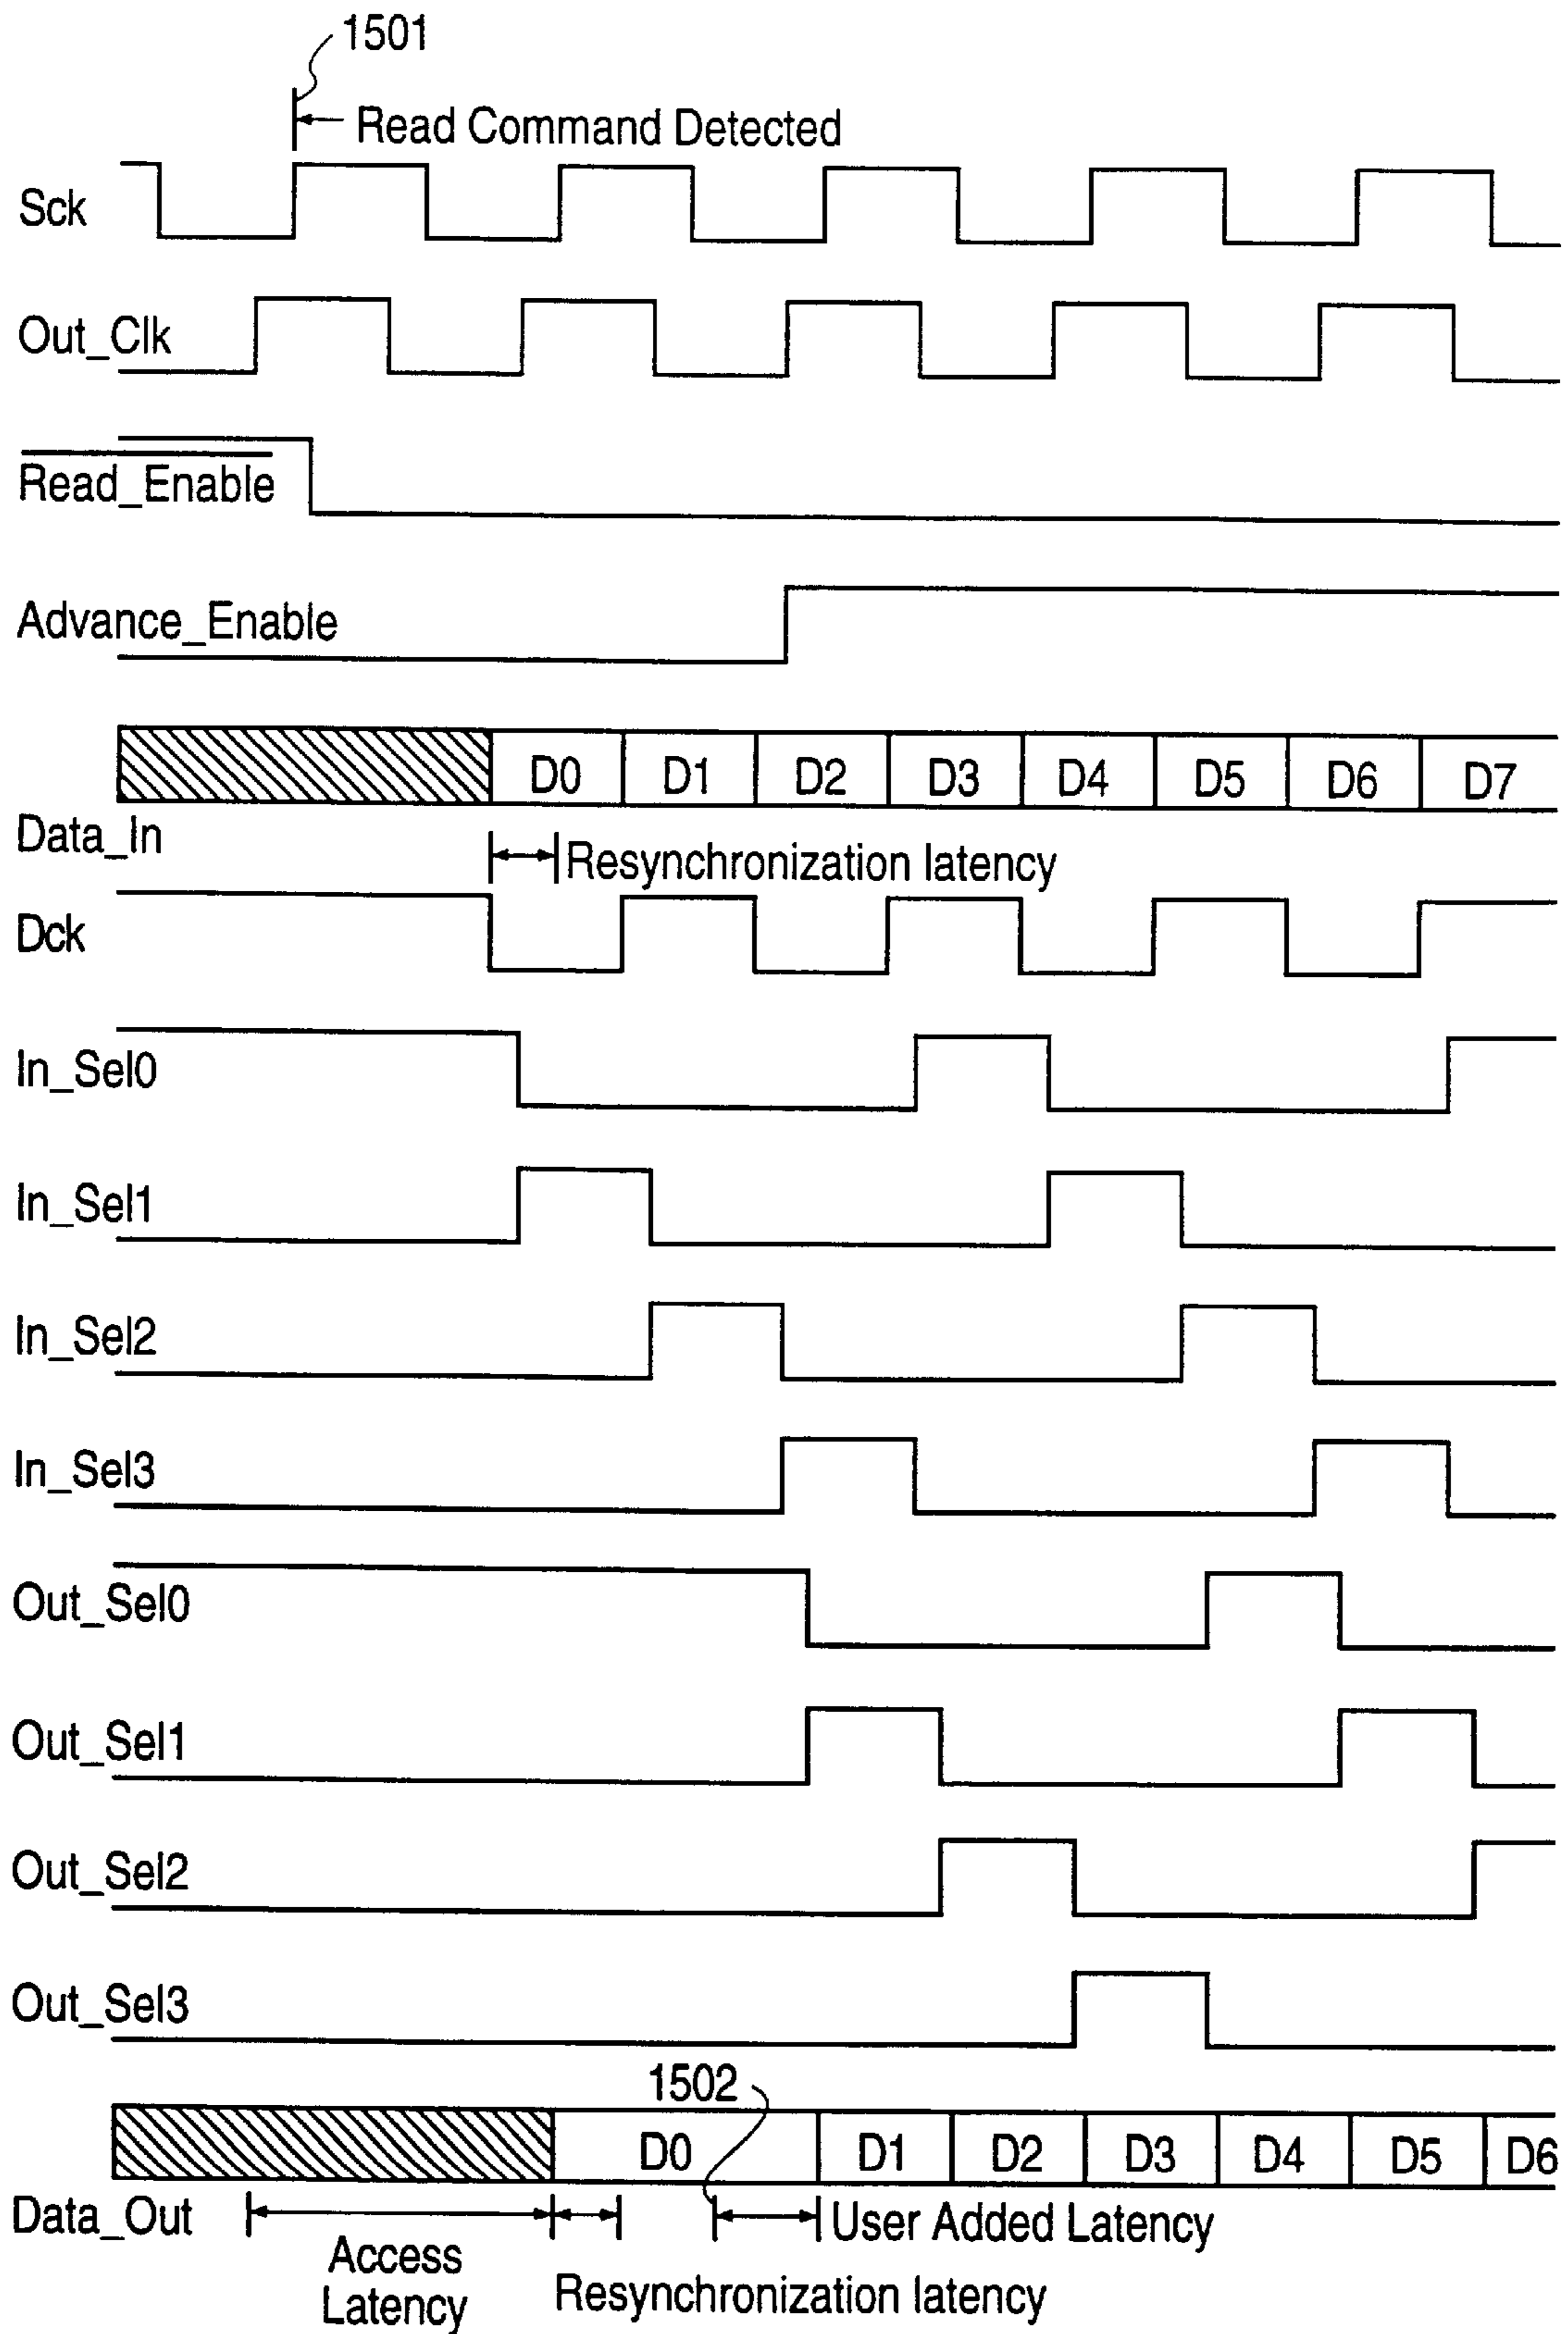 1501
Read Command Detected
Sck
Out_Clk
Read_Enable
Advance_Enable
D0 D1 D2 D3 D4 D5 D6 D7
Data_In
Resynchronization latency
Dck
In_Sel0
In_Sel1
In_Sel2
In_Sel3
Out_Sel0
Out_Sel1
Out_Sel2
Out_Sel3
1502
D0 D1 D2 D3 D4 D5 D6
Data_Out
User Added Latency
Access
Latency
Resynchronization latency